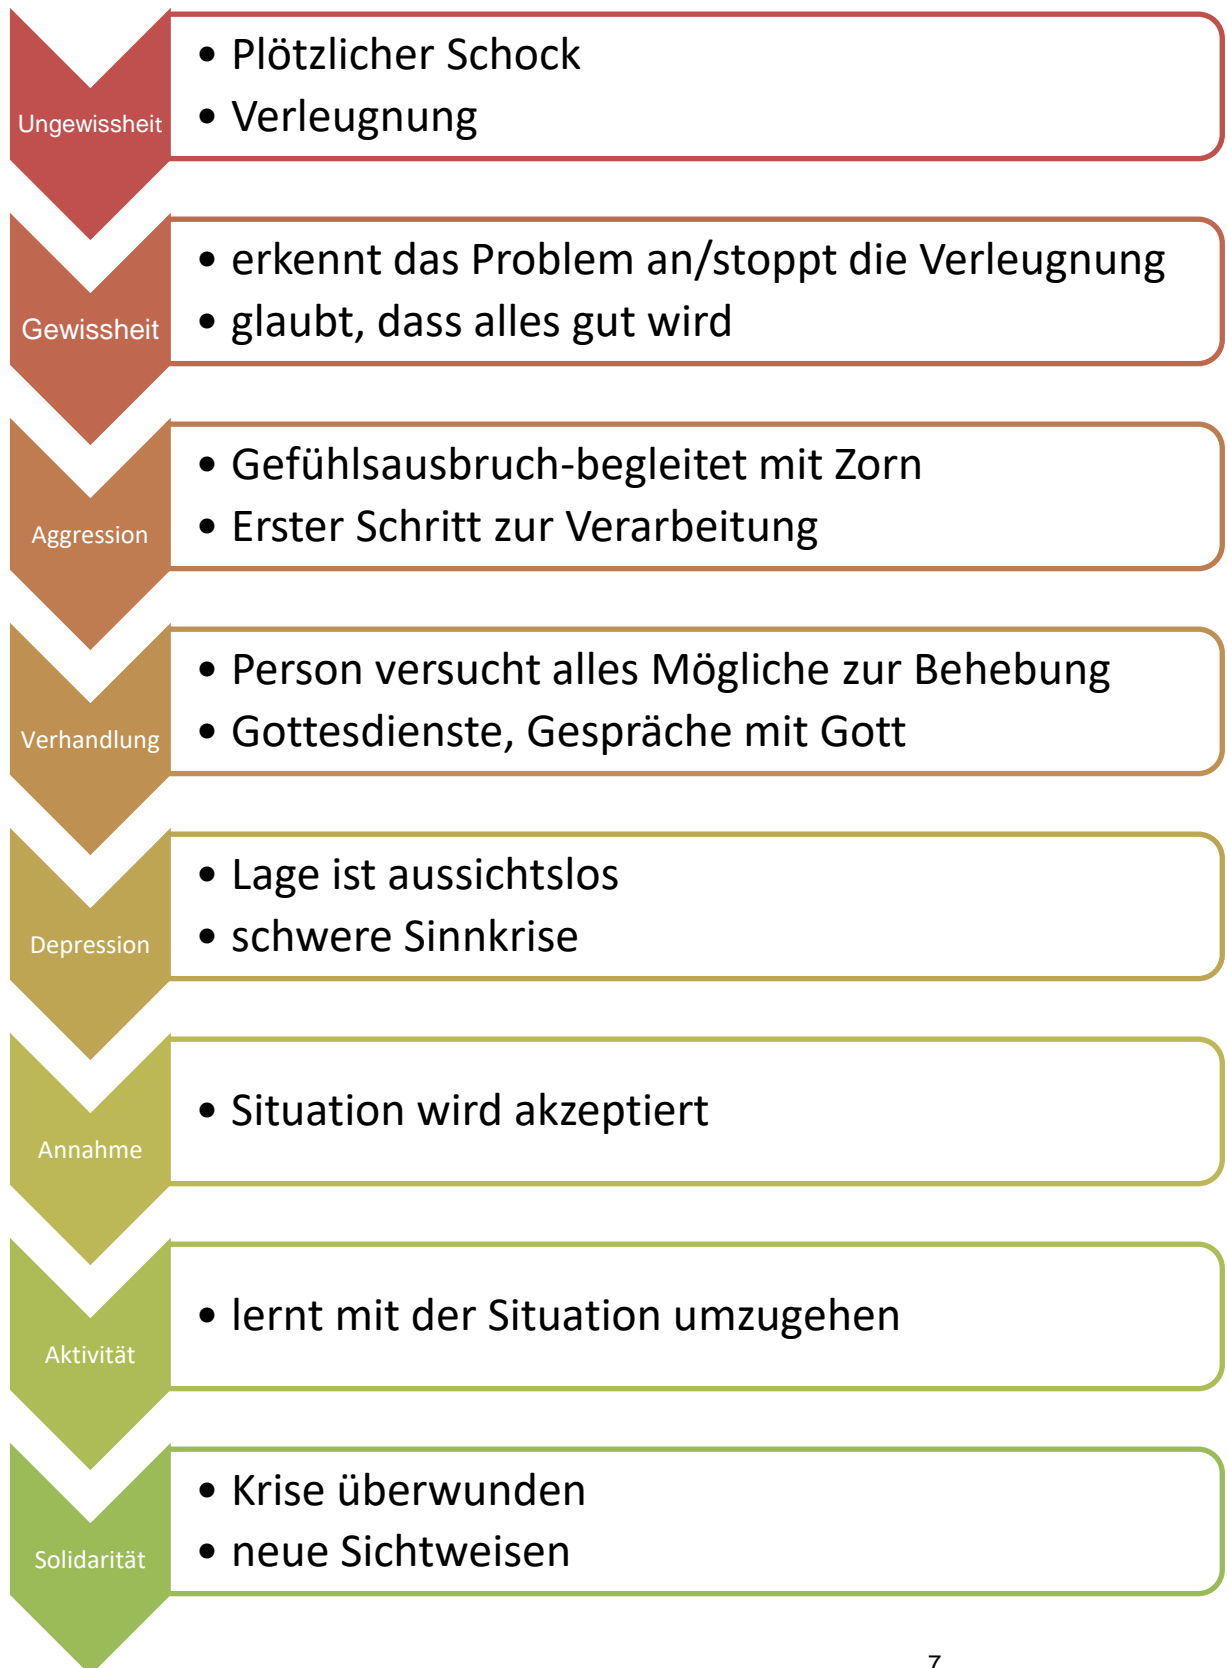 Ungewissheit
• Plötzlicher Schock
• Verleugnung
Gewissheit
• erkennt das Problem an/stoppt die Verleugnung
• glaubt, dass alles gut wird
Aggression
• Gefühlsausbruch-begleitet mit Zorn
• Erster Schritt zur Verarbeitung
Verhandlung
• Person versucht alles Mögliche zur Behebung
• Gottesdienste, Gespräche mit Gott
Depression
• Lage ist aussichtslos
• schwere Sinnkrise
Annahme
• Situation wird akzeptiert
Aktivität
• lernt mit der Situation umzugehen
Solidarität
• Krise überwunden
• neue Sichtweisen
7